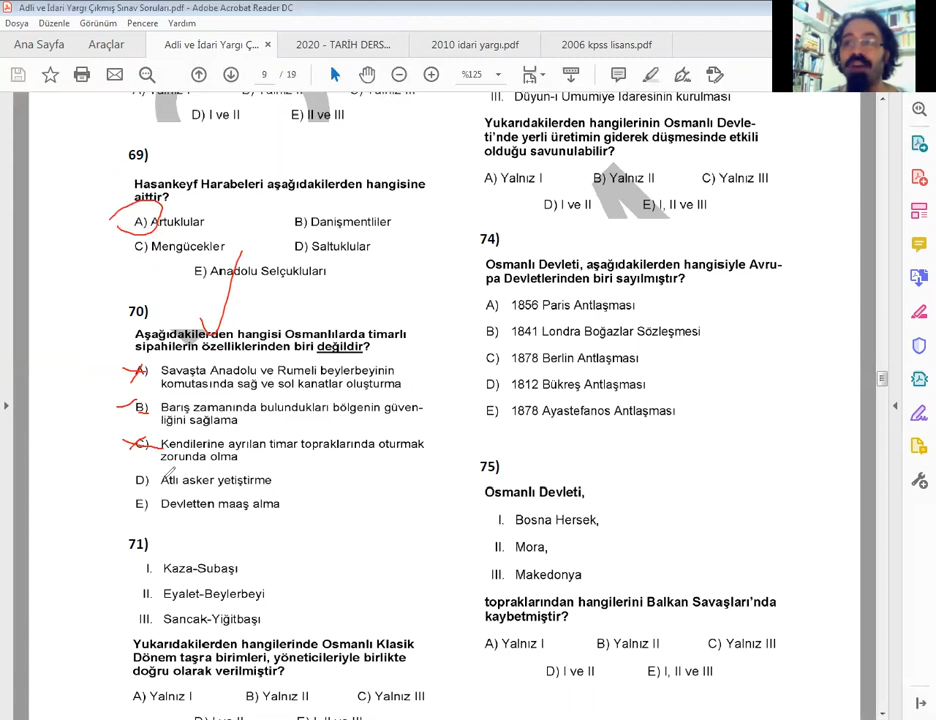 Adli ve İdari Yargı Çıkmış Sınav Soruları.pdf - Adobe Acrobat Reader DC
Dosya Düzenle Görünüm Pencere Yardım
Ana Sayfa Araçlar Adli ve İdari Yargı Ç... × 2020 - TARİH DERS... 2010 idari yargı.pdf 2006 kpss lisans.pdf
9 / 19 %125
D) I ve II E) II ve III
69)
Hasankeyf Harabeleri aşağıdakilerden hangisine
aittir?
A) Artuklular B) Danişmentliler
C) Mengücekler D) Saltuklular
E) Anadolu Selçukluları
70)
Aşağıdakilerden hangisi Osmanlılarda timarlı
sipahilerin özelliklerinden biri değildir?
A) Savaşta Anadolu ve Rumeli beylerbeyinin
komutasında sağ ve sol kanatlar oluşturma
B) Barış zamanında bulundukları bölgenin güven-
liğini sağlama
C) Kendilerine ayrılan timar topraklarında oturmak
zorunda olma
D) Atlı asker yetiştirme
E) Devletten maaş alma
71)
I. Kaza-Subaşı
II. Eyalet-Beylerbeyi
III. Sancak-Yiğitbaşı
Yukarıdakilerden hangilerinde Osmanlı Klasik
Dönem taşra birimleri, yöneticileriyle birlikte
doğru olarak verilmiştir?
A) Yalnız I B) Yalnız II C) Yalnız III
III. Düyun-ı Umumiye İdaresinin kurulması
Yukarıdakilerden hangilerinin Osmanlı Devle-
ti’nde yerli üretimin giderek düşmesinde etkili
olduğu savunulabilir?
A) Yalnız I B) Yalnız II C) Yalnız III
D) I ve II E) I, II ve III
74)
Osmanlı Devleti, aşağıdakilerden hangisiyle Avru-
pa Devletlerinden biri sayılmıştır?
A) 1856 Paris Antlaşması
B) 1841 Londra Boğazlar Sözleşmesi
C) 1878 Berlin Antlaşması
D) 1812 Bükreş Antlaşması
E) 1878 Ayastefanos Antlaşması
75)
Osmanlı Devleti,
I. Bosna Hersek,
II. Mora,
III. Makedonya
topraklarından hangilerini Balkan Savaşları’nda
kaybetmiştir?
A) Yalnız I B) Yalnız II C) Yalnız III
D) I ve II E) I, II ve III